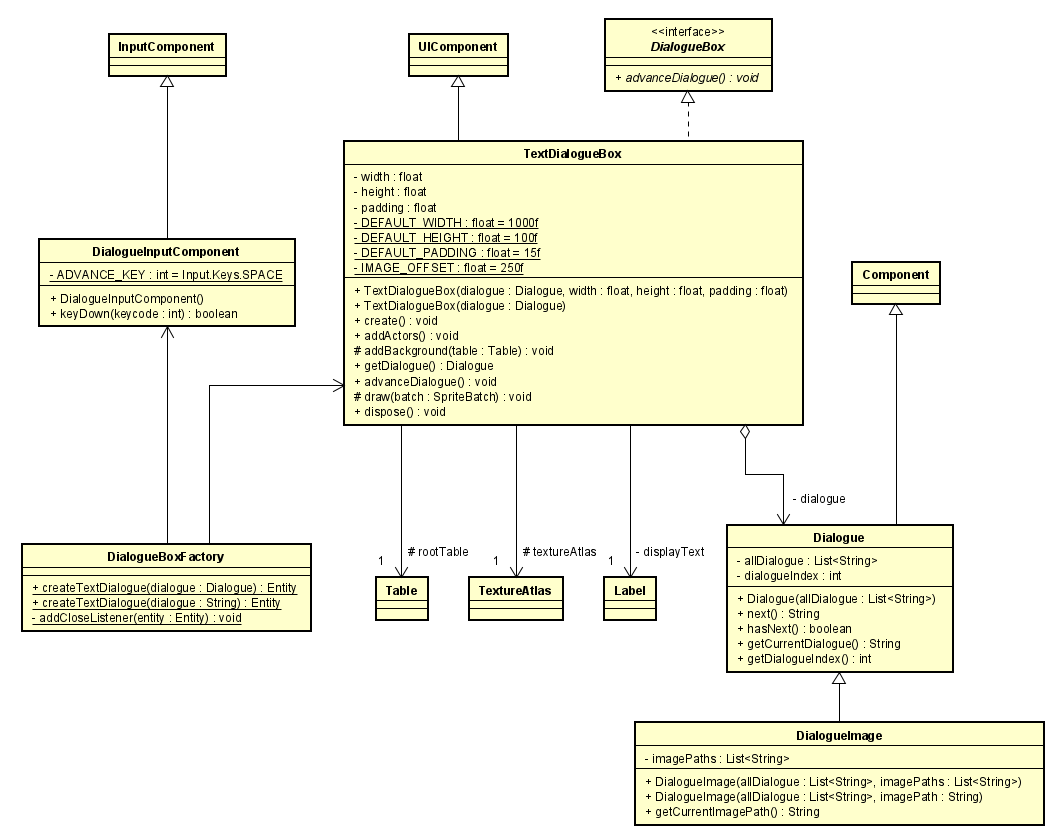 InputComponent
UIComponent
<<interface>>
DialogueBox
+ advanceDialogue() : void
TextDialogueBox
- width : float
- height : float
- padding : float
- DEFAULT_WIDTH : float = 1000f
- DEFAULT_HEIGHT : float = 100f
- DEFAULT_PADDING : float = 15f
- IMAGE_OFFSET : float = 250f
+ TextDialogueBox(dialogue : Dialogue, width : float, height : float, padding : float)
+ TextDialogueBox(dialogue : Dialogue)
+ create() : void
+ addActors() : void
# addBackground(table : Table) : void
+ getDialogue() : Dialogue
+ advanceDialogue() : void
# draw(batch : SpriteBatch) : void
+ dispose() : void
DialogueInputComponent
- ADVANCE_KEY : int = Input.Keys.SPACE
+ DialogueInputComponent()
+ keyDown(keycode : int) : boolean
Component
- dialogue
DialogueBoxFactory
+ createTextDialogue(dialogue : Dialogue) : Entity
+ createTextDialogue(dialogue : String) : Entity
- addCloseListener(entity : Entity) : void
# rootTable
1
# textureAtlas
1
- displayText
1
Table
TextureAtlas
Label
Dialogue
- allDialogue : List<String>
- dialogueIndex : int
+ Dialogue(allDialogue : List<String>)
+ next() : String
+ hasNext() : boolean
+ getCurrentDialogue() : String
+ getDialogueIndex() : int
DialogueImage
- imagePaths : List<String>
+ DialogueImage(allDialogue : List<String>, imagePaths : List<String>)
+ DialogueImage(allDialogue : List<String>, imagePath : String)
+ getCurrentImagePath() : String